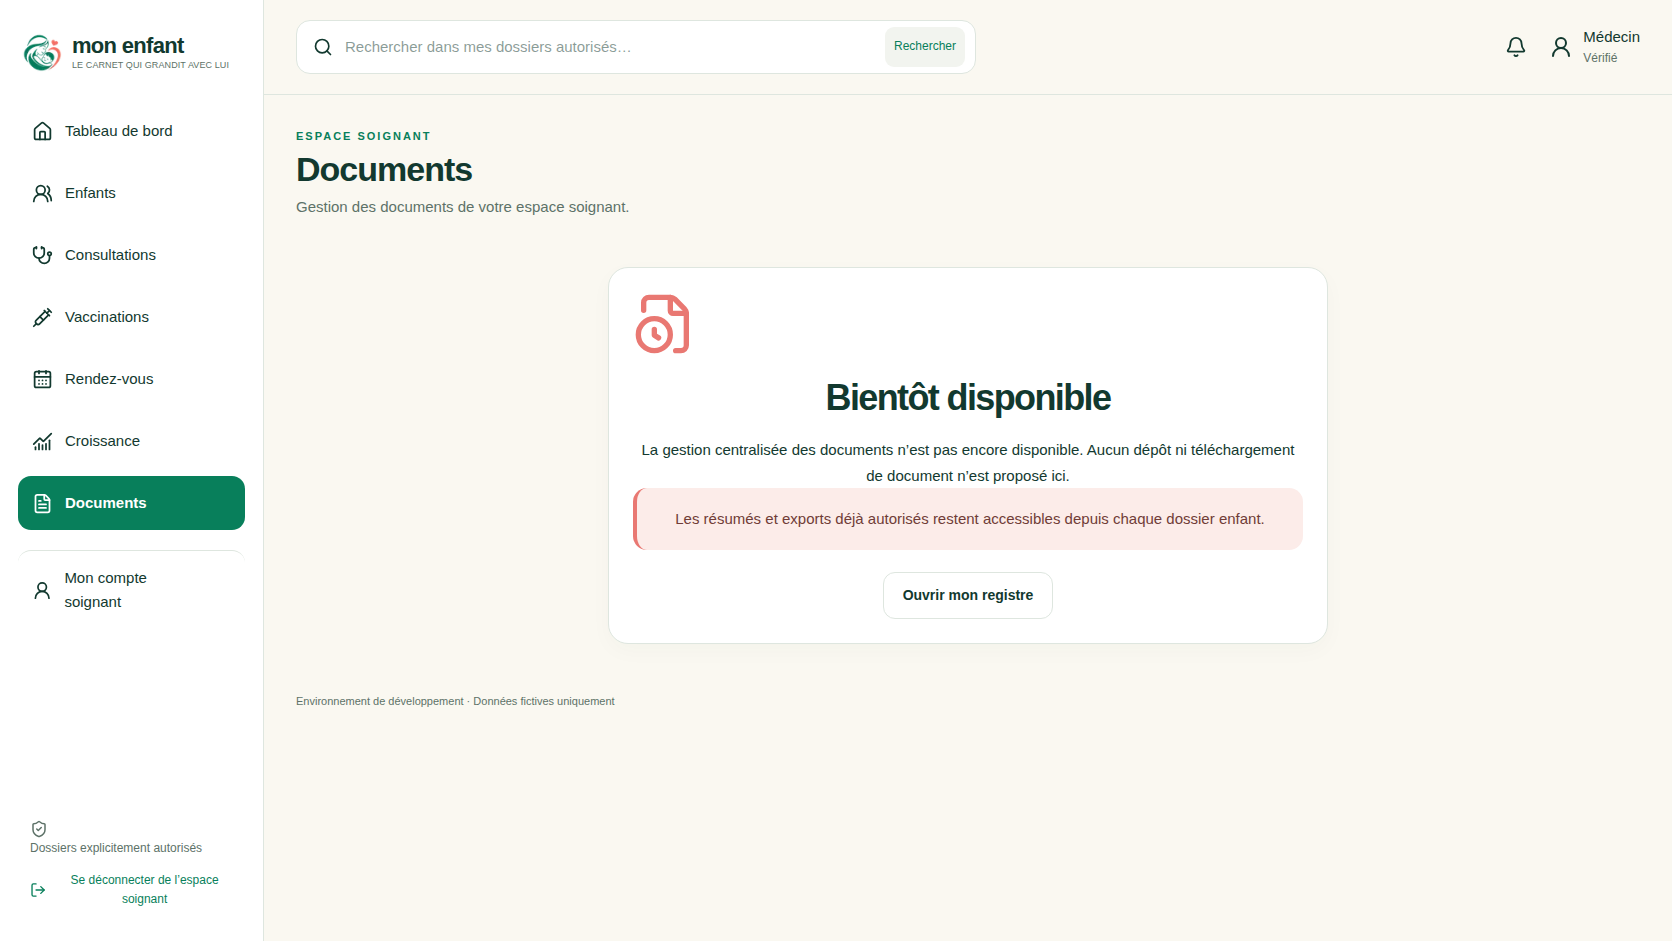 mon enfant
LE CARNET QUI GRANDIT AVEC LUI
Rechercher dans mes dossiers autorisés…
Rechercher
Médecin
Vérifié
Tableau de bord
Enfants
Consultations
Vaccinations
Rendez-vous
Croissance
Documents
Mon compte
soignant
Dossiers explicitement autorisés
Se déconnecter de l’espace
soignant
ESPACE SOIGNANT
Documents
Gestion des documents de votre espace soignant.
Bientôt disponible
La gestion centralisée des documents n’est pas encore disponible. Aucun dépôt ni téléchargement
de document n’est proposé ici.
Les résumés et exports déjà autorisés restent accessibles depuis chaque dossier enfant.
Ouvrir mon registre
Environnement de développement · Données fictives uniquement